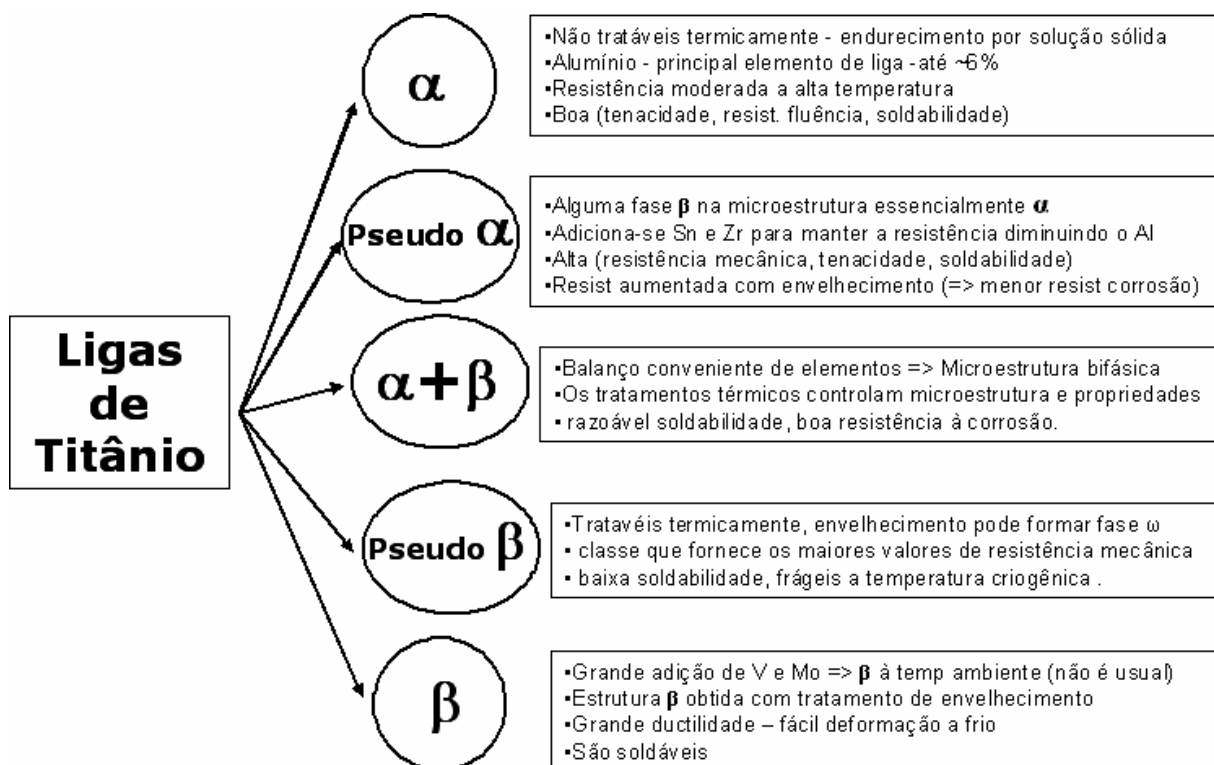 α
▪Não tratáveis termicamente - endurecimento por solução sólida
▪Alumínio - principal elemento de liga -até ~6%
▪Resistência moderada a alta temperatura
▪Boa (tenacidade, resist. fluência, soldabilidade)
Pseudo α
▪Alguma fase β na microestrutura essencialmente α
▪Adiciona-se Sn e Zr para manter a resistência diminuindo o Al
▪Alta (resistência mecânica, tenacidade, soldabilidade)
▪Resist aumentada com envelhecimento (=> menor resist corrosão)
Ligas
de
Titânio
α+β
▪Balanço conveniente de elementos => Microestrutura bifásica
▪Os tratamentos térmicos controlam microestrutura e propriedades
▪ razoável soldabilidade, boa resistência à corrosão.
Pseudo β
▪Tratavéis termicamente, envelhecimento pode formar fase ω
▪ classe que fornece os maiores valores de resistência mecânica
▪ baixa soldabilidade, frágeis a temperatura criogênica .
β
▪Grande adição de V e Mo => β à temp ambiente (não é usual)
▪Estrutura β obtida com tratamento de envelhecimento
▪Grande ductilidade – fácil deformação a frio
▪São soldáveis